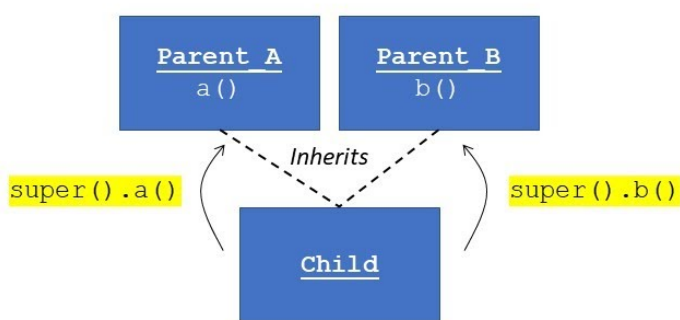 Parent_A
a()
Parent_B
b()
Inherits
super().a()
super().b()
Child